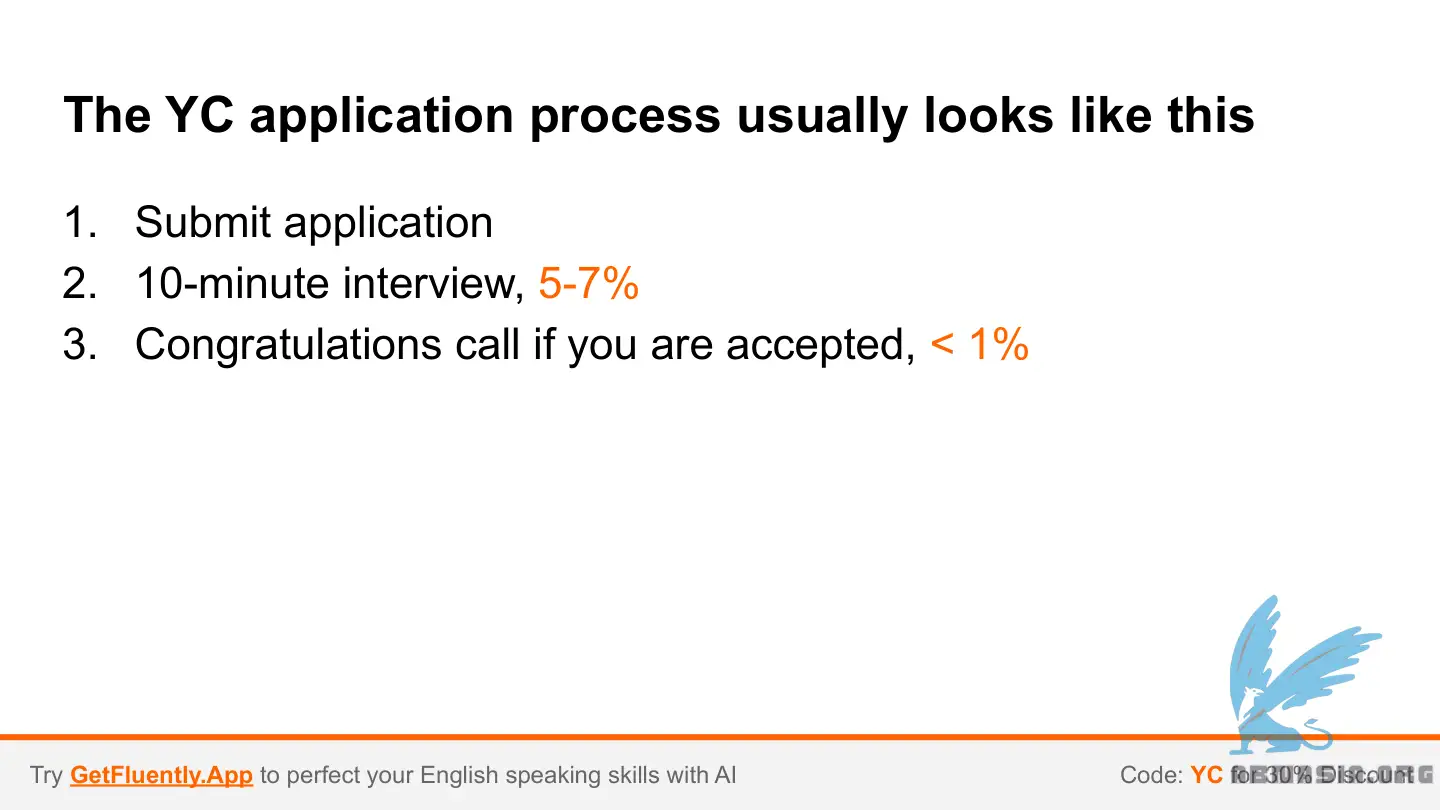 The YC application process usually looks like this
1. Submit application
2. 10-minute interview, 5-7%
3. Congratulations call if you are accepted, < 1%
Try GetFluently.App to perfect your English speaking skills with AI
Code: YC for 30% Discount